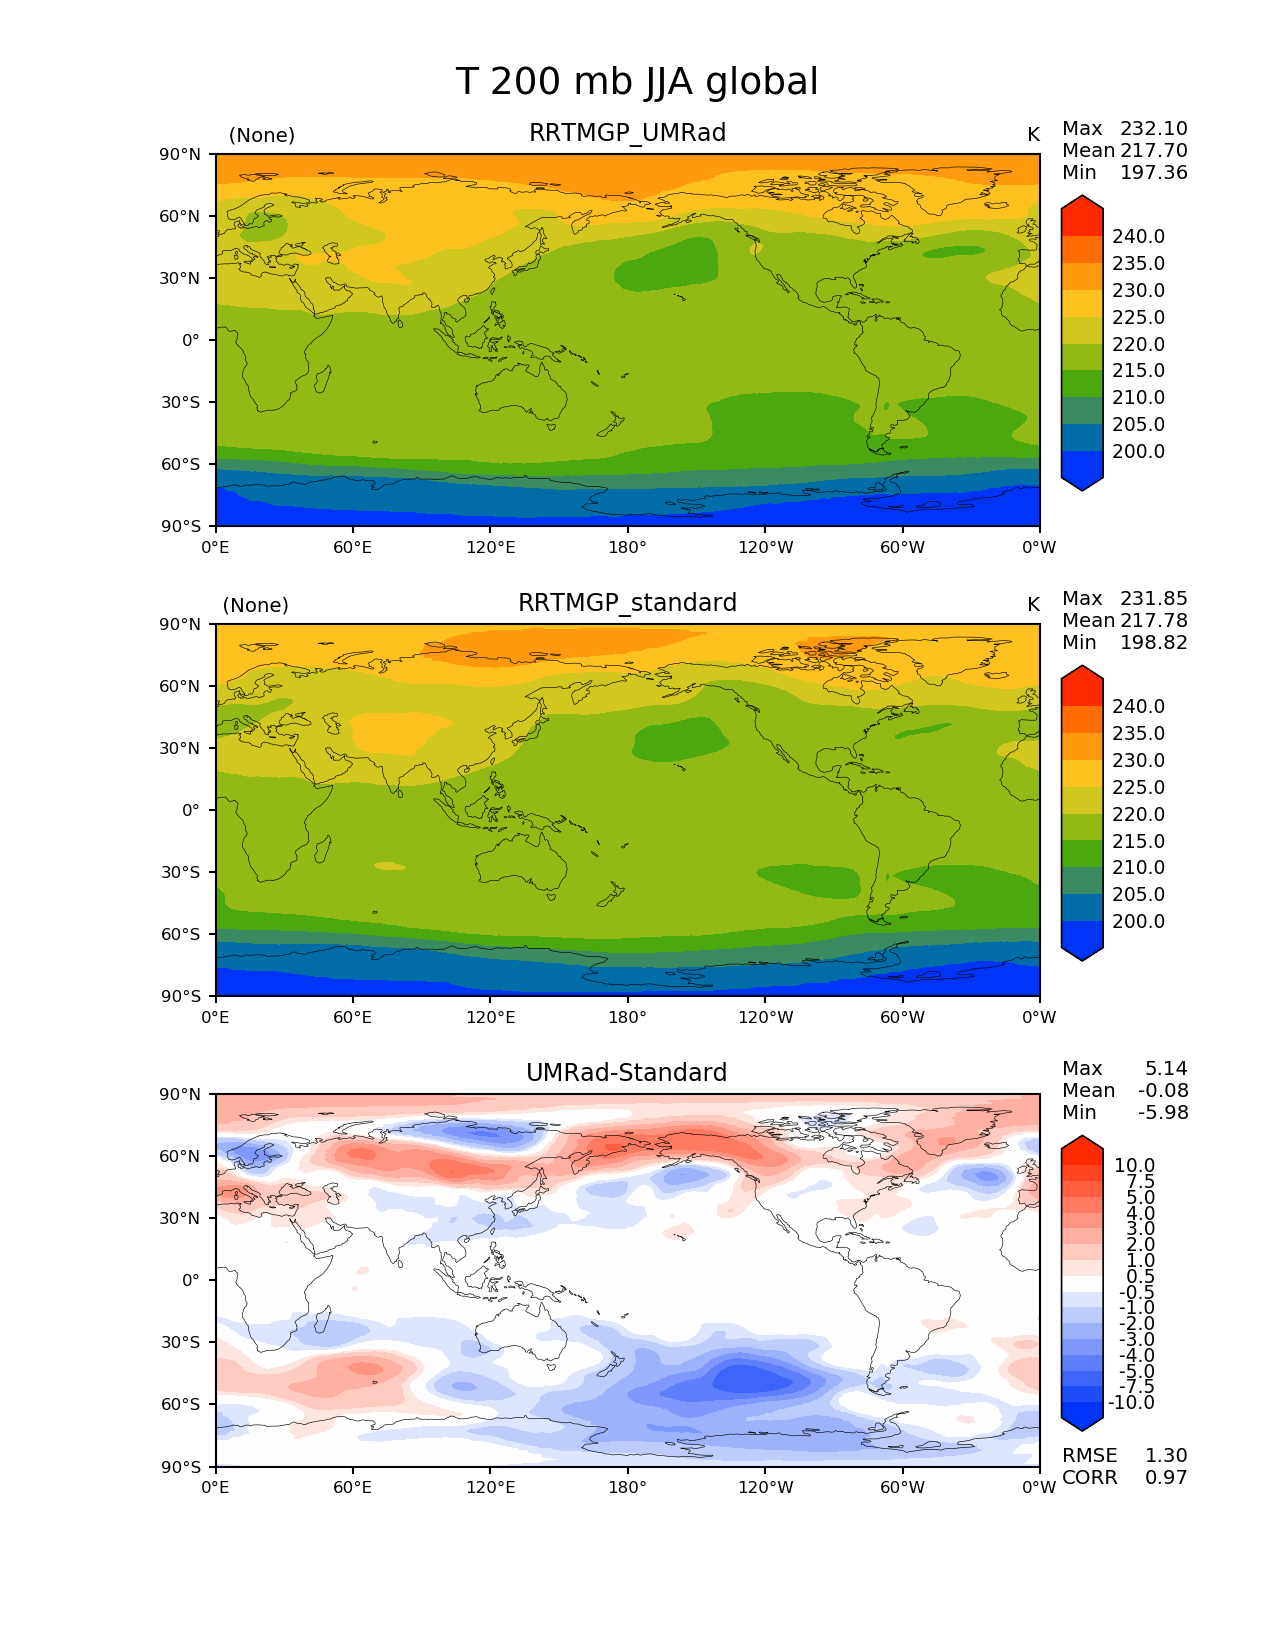 T 200 mb JJA global
(None) RRTMGP_UMRad K
Max 232.10
Mean 217.70
Min 197.36
90°N
60°N
30°N
0°
30°S
60°S
90°S
0°E 60°E 120°E 180° 120°W 60°W 0°W
240.0
235.0
230.0
225.0
220.0
215.0
210.0
205.0
200.0
(None) RRTMGP_standard K
Max 231.85
Mean 217.78
Min 198.82
90°N
60°N
30°N
0°
30°S
60°S
90°S
0°E 60°E 120°E 180° 120°W 60°W 0°W
240.0
235.0
230.0
225.0
220.0
215.0
210.0
205.0
200.0
UMRad-Standard
Max 5.14
Mean -0.08
Min -5.98
90°N
60°N
30°N
0°
30°S
60°S
90°S
0°E 60°E 120°E 180° 120°W 60°W 0°W
10.0
7.5
5.0
4.0
3.0
2.0
1.0
0.5
-0.5
-1.0
-2.0
-3.0
-4.0
-5.0
-7.5
-10.0
RMSE 1.30
CORR 0.97